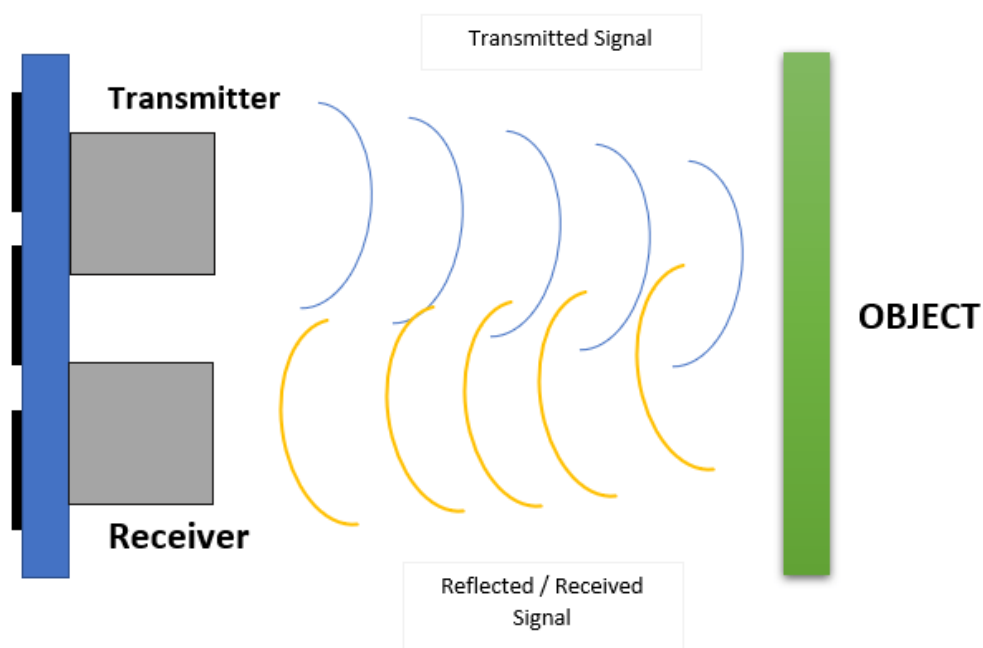 Transmitted Signal
Transmitter
OBJECT
Receiver
Reflected / Received
Signal